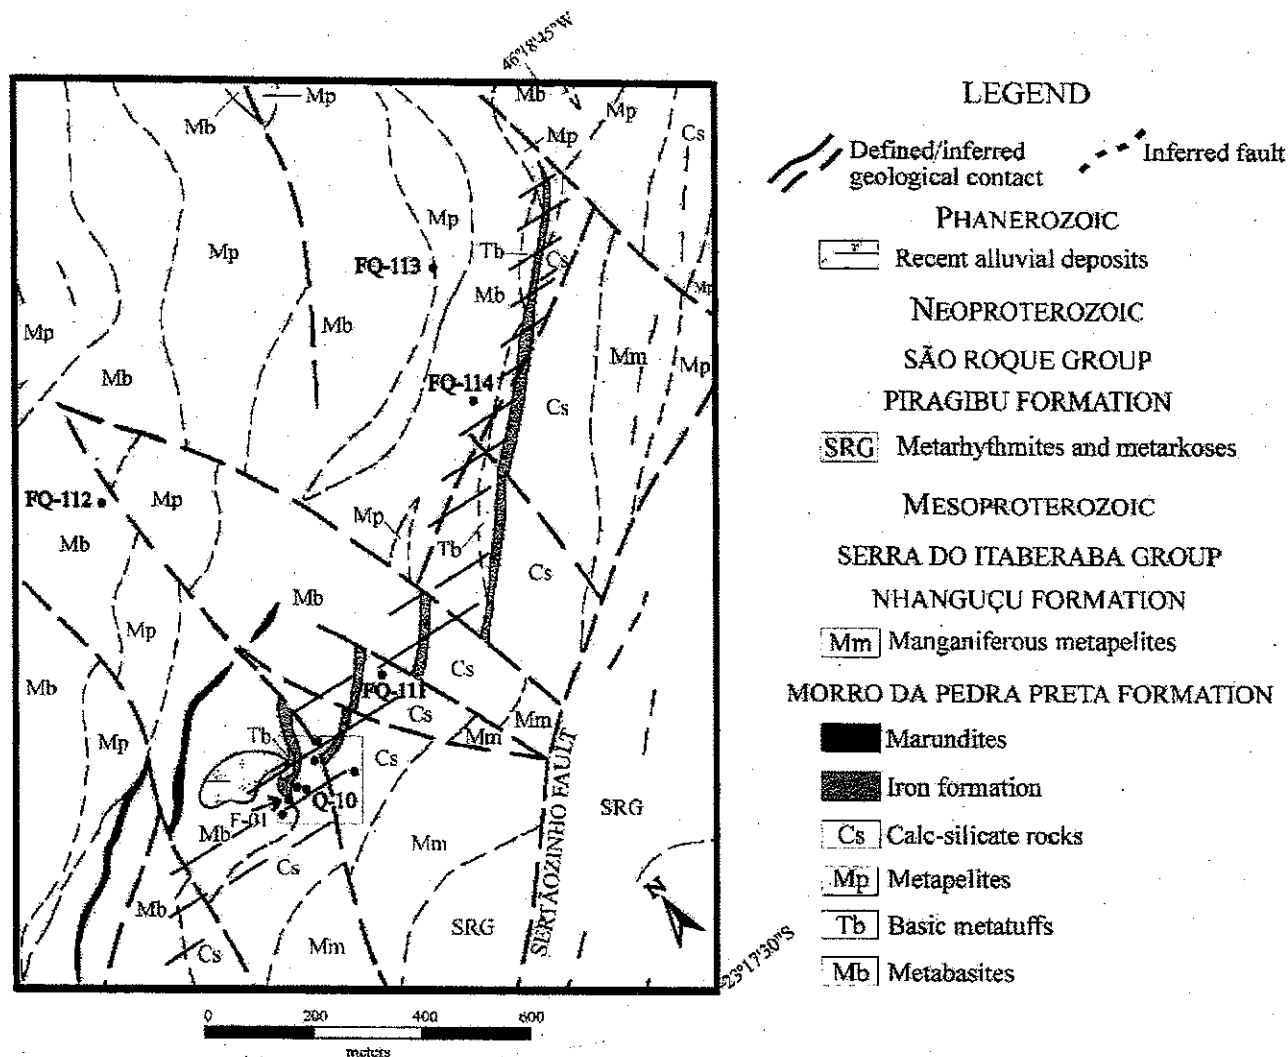 46°18'45"W
Mb
Mp
Mb
Mp
Mp
Cs
Mp
Mp
Mp
Tb
Cs
FQ-113
Mb
Mp
Mb
Mm
Mp
Mb
FQ-114
Cs
FQ-112
Mp
Mb
Mp
Tb
Cs
Mb
Mp
Mb
Cs
FQ-111
Cs
Mm
Mm
Mp
Tb
Cs
Q-10
F-01
Mb
Cs
Mm
SRG
Mb
Cs
Mm
SRG
SERTÃOZINHO FAULT
N
23°17'30"S
0 200 400 600
meters
LEGEND
Defined/inferred
geological contact
Inferred fault
PHANEROZOIC
Recent alluvial deposits
NEOPROTEROZOIC
SÃO ROQUE GROUP
PIRAGIBU FORMATION
SRG Metarhythmites and metarkoses
MESOPROTEROZOIC
SERRA DO ITABERABA GROUP
NHANGUÇU FORMATION
Mm Manganiferous metapelites
MORRO DA PEDRA PRETA FORMATION
Marundites
Iron formation
Cs Calc-silicate rocks
Mp Metapelites
Tb Basic metatuffs
Mb Metabasites